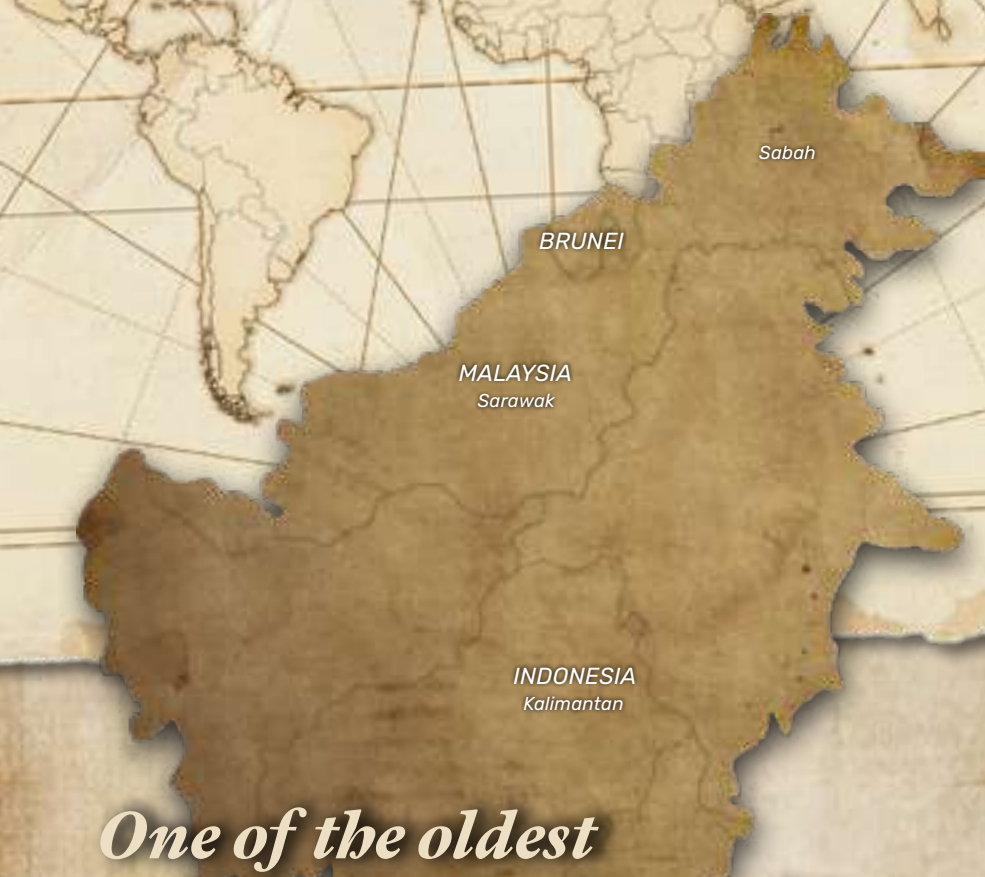 Sabah
BRUNEI
MALAYSIA
Sarawak
INDONESIA
Kalimantan
One of the oldest